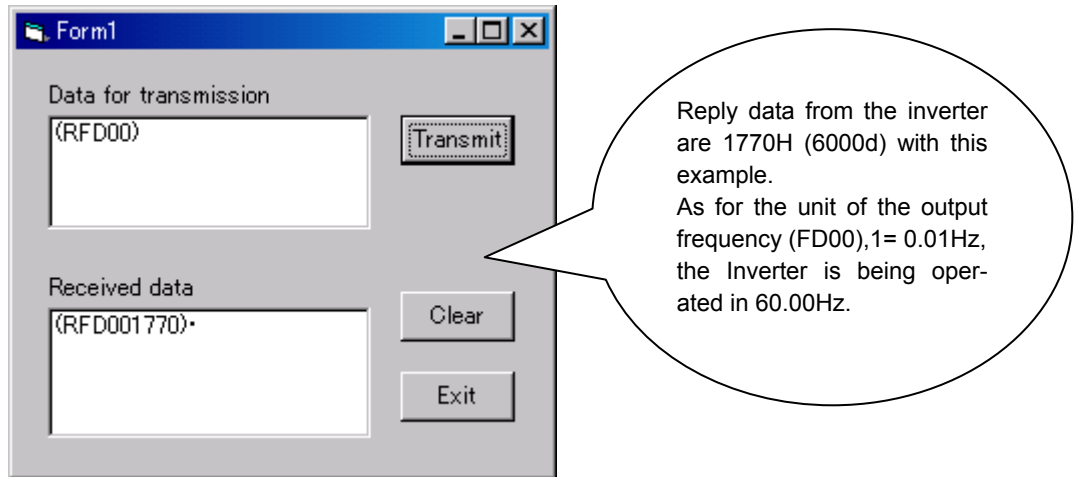 Form1
Data for transmission
(RFD00)
Transmit
Received data
(RFD001770)・
Clear
Exit
Reply data from the inverter
are 1770H (6000d) with this
example.
As for the unit of the output
frequency (FD00),1= 0.01Hz,
the Inverter is being oper-
ated in 60.00Hz.